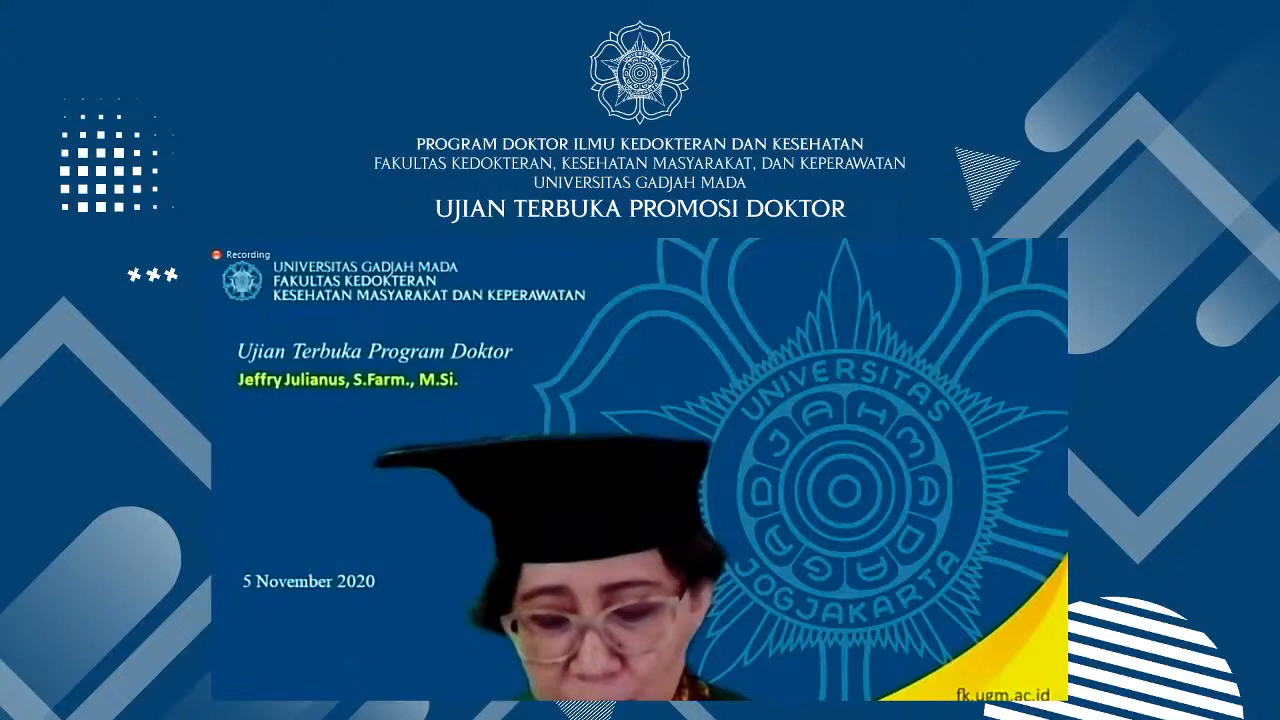 PROGRAM DOKTOR ILMU KEDOKTERAN DAN KESEHATAN
FAKULTAS KEDOKTERAN, KESEHATAN MASYARAKAT, DAN KEPERAWATAN
UNIVERSITAS GADJAH MADA
UJIAN TERBUKA PROMOSI DOKTOR
Recording
UNIVERSITAS GADJAH MADA
FAKULTAS KEDOKTERAN
KESEHATAN MASYARAKAT DAN KEPERAWATAN
Ujian Terbuka Program Doktor
Jeffry Julianus, S.Farm., M.Si.
UNIVERSITAS
GADJAH MADA
JOGJAKARTA
5 November 2020
fk.ugm.ac.id